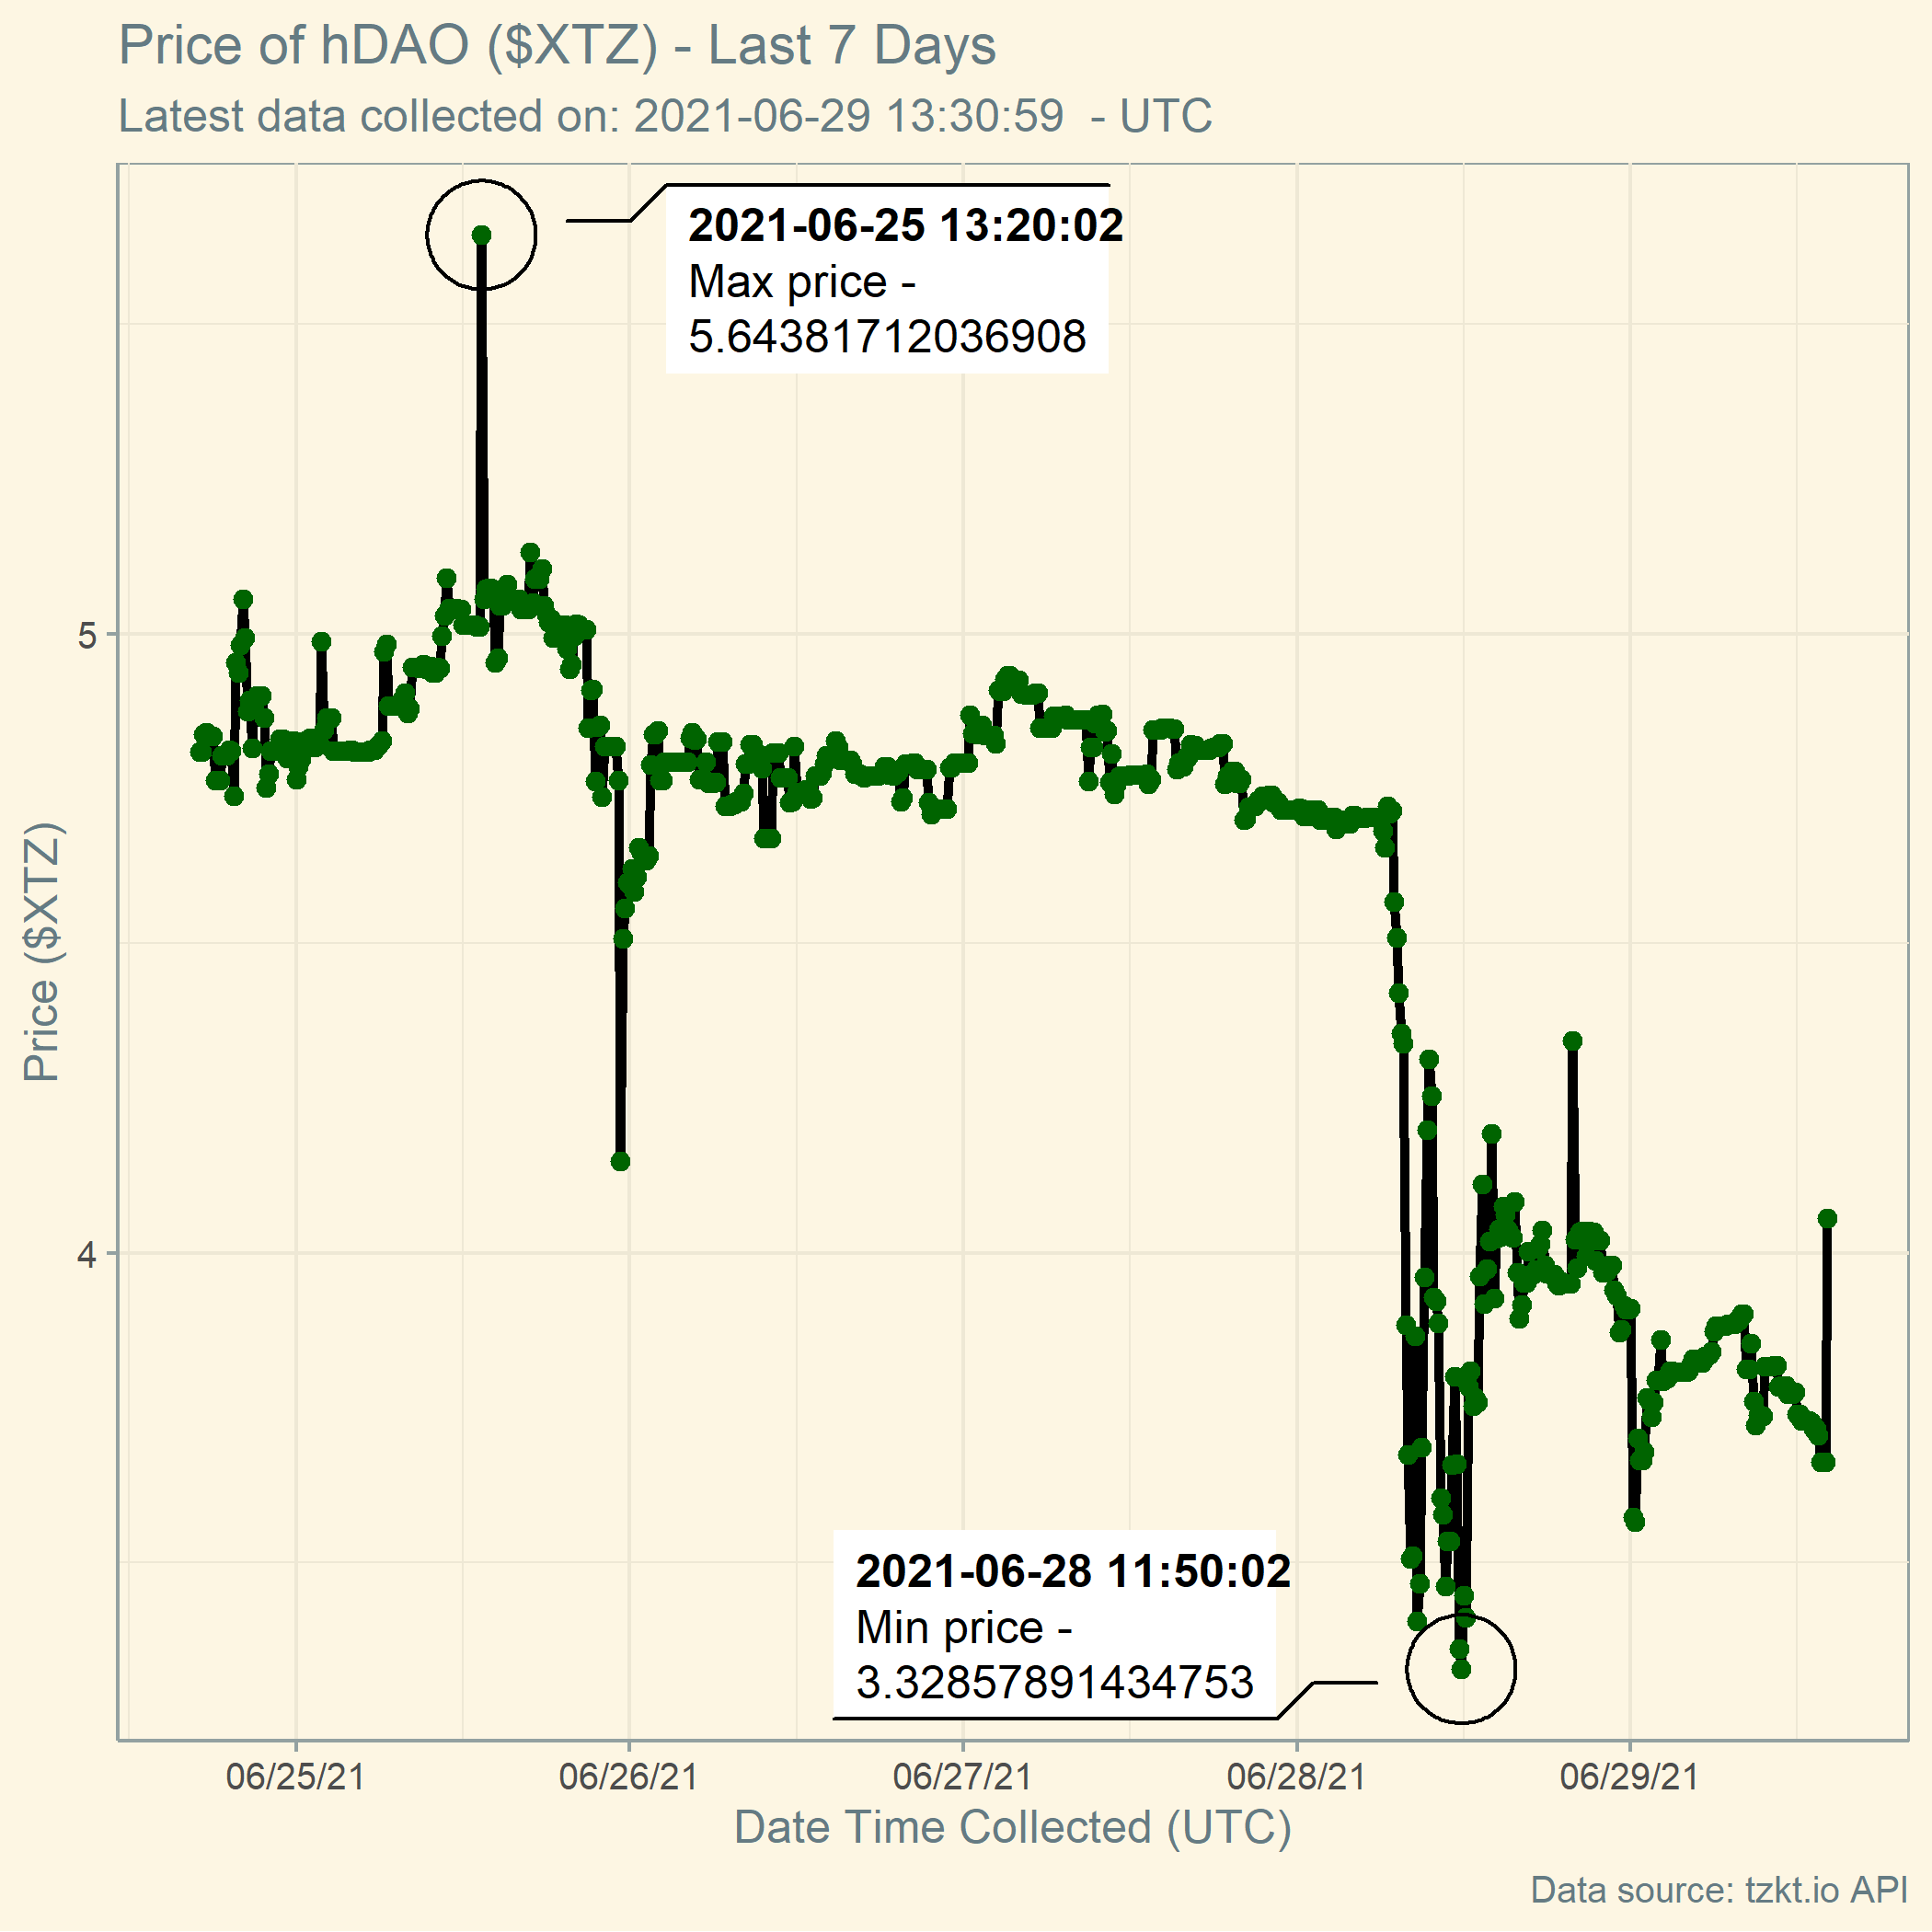 Price of hDAO ($XTZ) - Last 7 Days
Latest data collected on: 2021-06-29 13:30:59  - UTC
2021-06-25 13:20:02
Max price -
5.64381712036908
5
Price ($XTZ)
4
2021-06-28 11:50:02
Min price -
3.32857891434753
06/25/21 06/26/21 06/27/21 06/28/21 06/29/21
Date Time Collected (UTC)
Data source: tzkt.io API